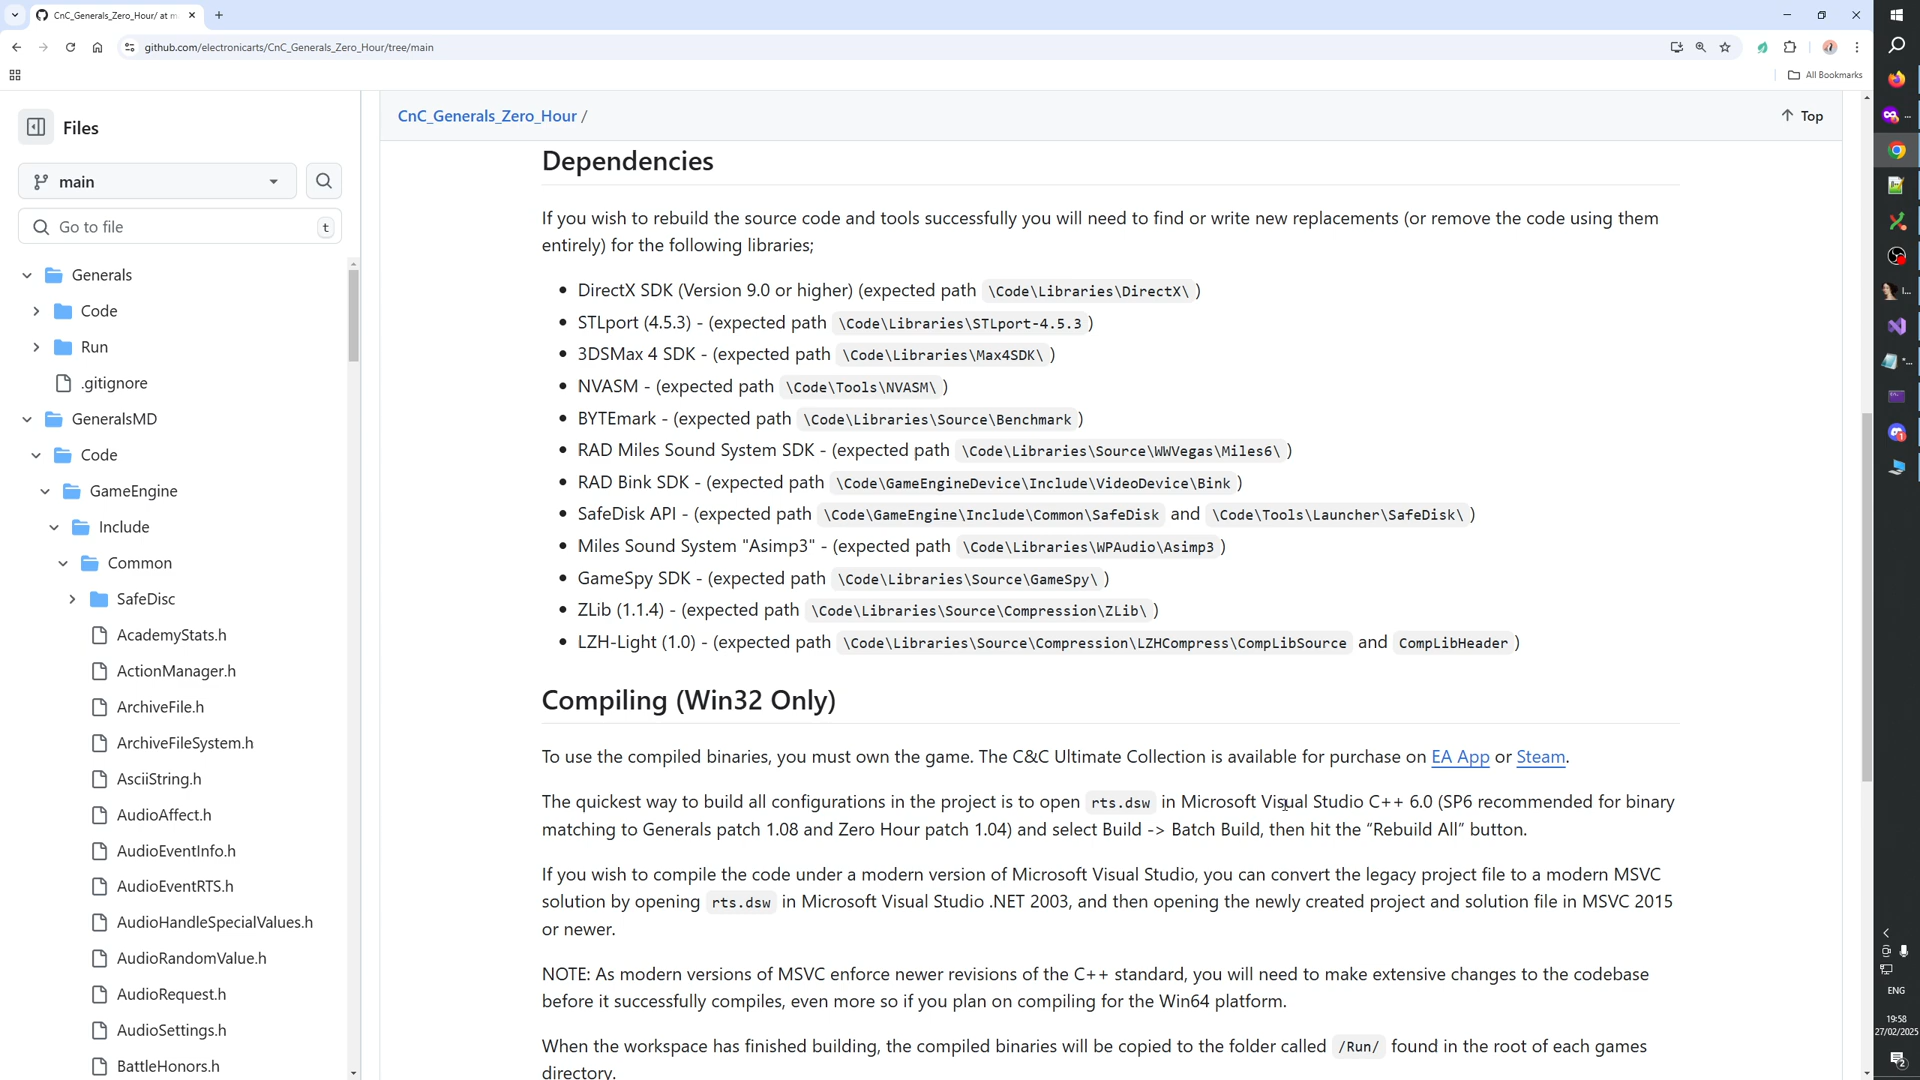 CnC_Generals_Zero_Hour/ at m
github.com/electronicarts/CnC_Generals_Zero_Hour/tree/main
All Bookmarks
Files
main
Go to file
t
Generals
Code
Run
.gitignore
GeneralsMD
Code
GameEngine
Include
Common
SafeDisc
AcademyStats.h
ActionManager.h
ArchiveFile.h
ArchiveFileSystem.h
AsciiString.h
AudioAffect.h
AudioEventInfo.h
AudioEventRTS.h
AudioHandleSpecialValues.h
AudioRandomValue.h
AudioRequest.h
AudioSettings.h
BattleHonors.h
CnC_Generals_Zero_Hour /
Top
Dependencies
If you wish to rebuild the source code and tools successfully you will need to find or write new replacements (or remove the code using them
entirely) for the following libraries;
• DirectX SDK (Version 9.0 or higher) (expected path \Code\Libraries\DirectX\ )
• STLport (4.5.3) - (expected path \Code\Libraries\STLport-4.5.3 )
• 3DSMax 4 SDK - (expected path \Code\Libraries\Max4SDK\ )
• NVASM - (expected path \Code\Tools\NVASM\ )
• BYTEmark - (expected path \Code\Libraries\Source\Benchmark )
• RAD Miles Sound System SDK - (expected path \Code\Libraries\Source\WWVegas\Miles6\ )
• RAD Bink SDK - (expected path \Code\GameEngineDevice\Include\VideoDevice\Bink )
• SafeDisk API - (expected path \Code\GameEngine\Include\Common\SafeDisk and \Code\Tools\Launcher\SafeDisk\ )
• Miles Sound System "Asimp3" - (expected path \Code\Libraries\WPAudio\Asimp3 )
• GameSpy SDK - (expected path \Code\Libraries\Source\GameSpy\ )
• ZLib (1.1.4) - (expected path \Code\Libraries\Source\Compression\ZLib\ )
• LZH-Light (1.0) - (expected path \Code\Libraries\Source\Compression\LZHCompress\CompLibSource and CompLibHeader )
Compiling (Win32 Only)
To use the compiled binaries, you must own the game. The C&C Ultimate Collection is available for purchase on EA App or Steam.
The quickest way to build all configurations in the project is to open rts.dsw in Microsoft Visual Studio C++ 6.0 (SP6 recommended for binary
matching to Generals patch 1.08 and Zero Hour patch 1.04) and select Build -> Batch Build, then hit the “Rebuild All” button.
If you wish to compile the code under a modern version of Microsoft Visual Studio, you can convert the legacy project file to a modern MSVC
solution by opening rts.dsw in Microsoft Visual Studio .NET 2003, and then opening the newly created project and solution file in MSVC 2015
or newer.
NOTE: As modern versions of MSVC enforce newer revisions of the C++ standard, you will need to make extensive changes to the codebase
before it successfully compiles, even more so if you plan on compiling for the Win64 platform.
When the workspace has finished building, the compiled binaries will be copied to the folder called /Run/ found in the root of each games
directory.
ENG
19:58
27/02/2025
2